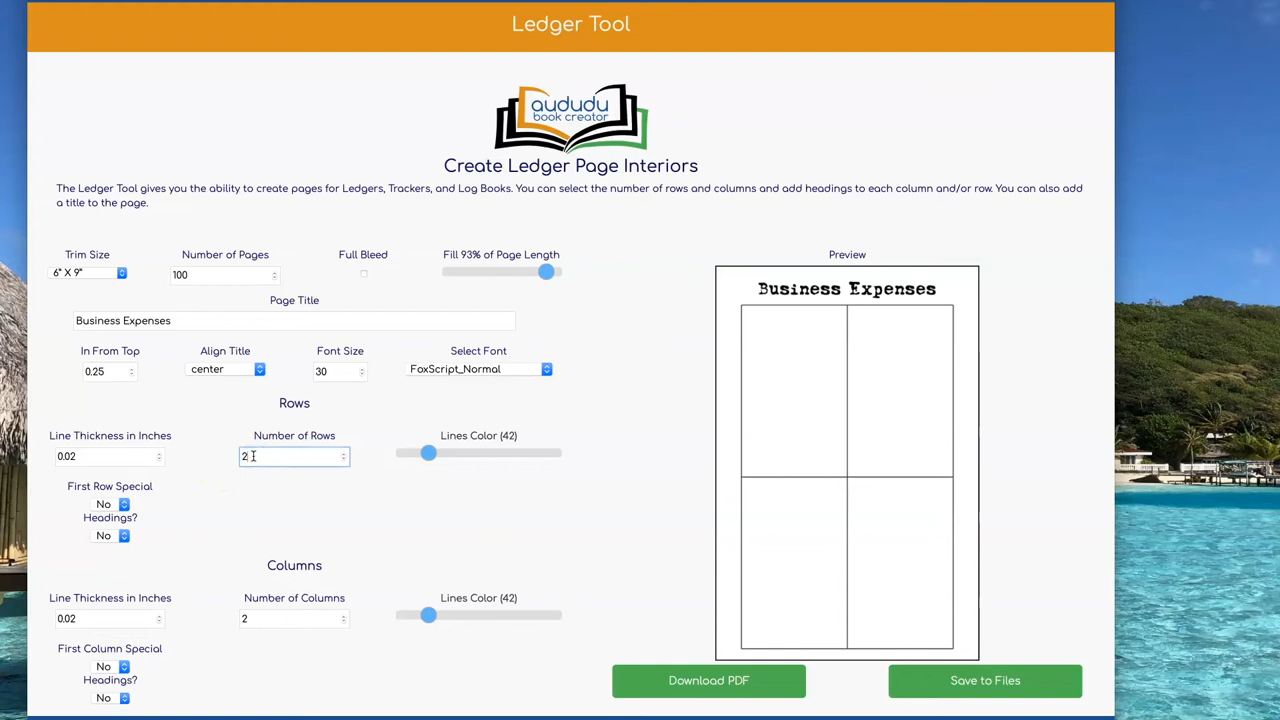 Ledger Tool
aududu
book creator
Create Ledger Page Interiors
The Ledger Tool gives you the ability to create pages for Ledgers, Trackers, and Log Books. You can select the number of rows and columns and add headings to each column and/or row. You can also add
a title to the page.
Trim Size Number of Pages Full Bleed Fill 93% of Page Length
6" X 9" 100
Page Title
Business Expenses
In From Top Align Title Font Size Select Font
0.25 center 30 FoxScript_Normal
Rows
Line Thickness in Inches Number of Rows Lines Color (42)
0.02 2
First Row Special
No
Headings?
No
Columns
Line Thickness in Inches Number of Columns Lines Color (42)
0.02 2
First Column Special
No
Headings?
No
Preview
Business Expenses
Download PDF Save to Files